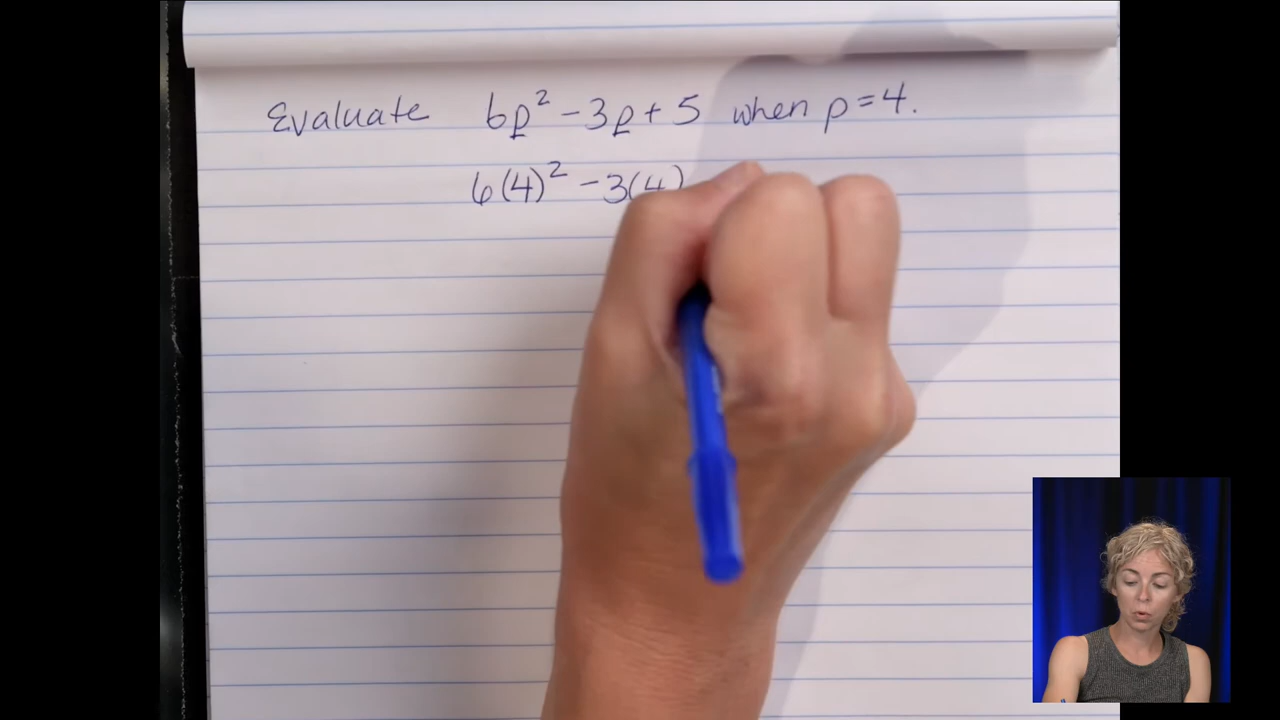 Evaluate 6p² - 3p + 5 when p = 4.
6(4)² - 3(4)